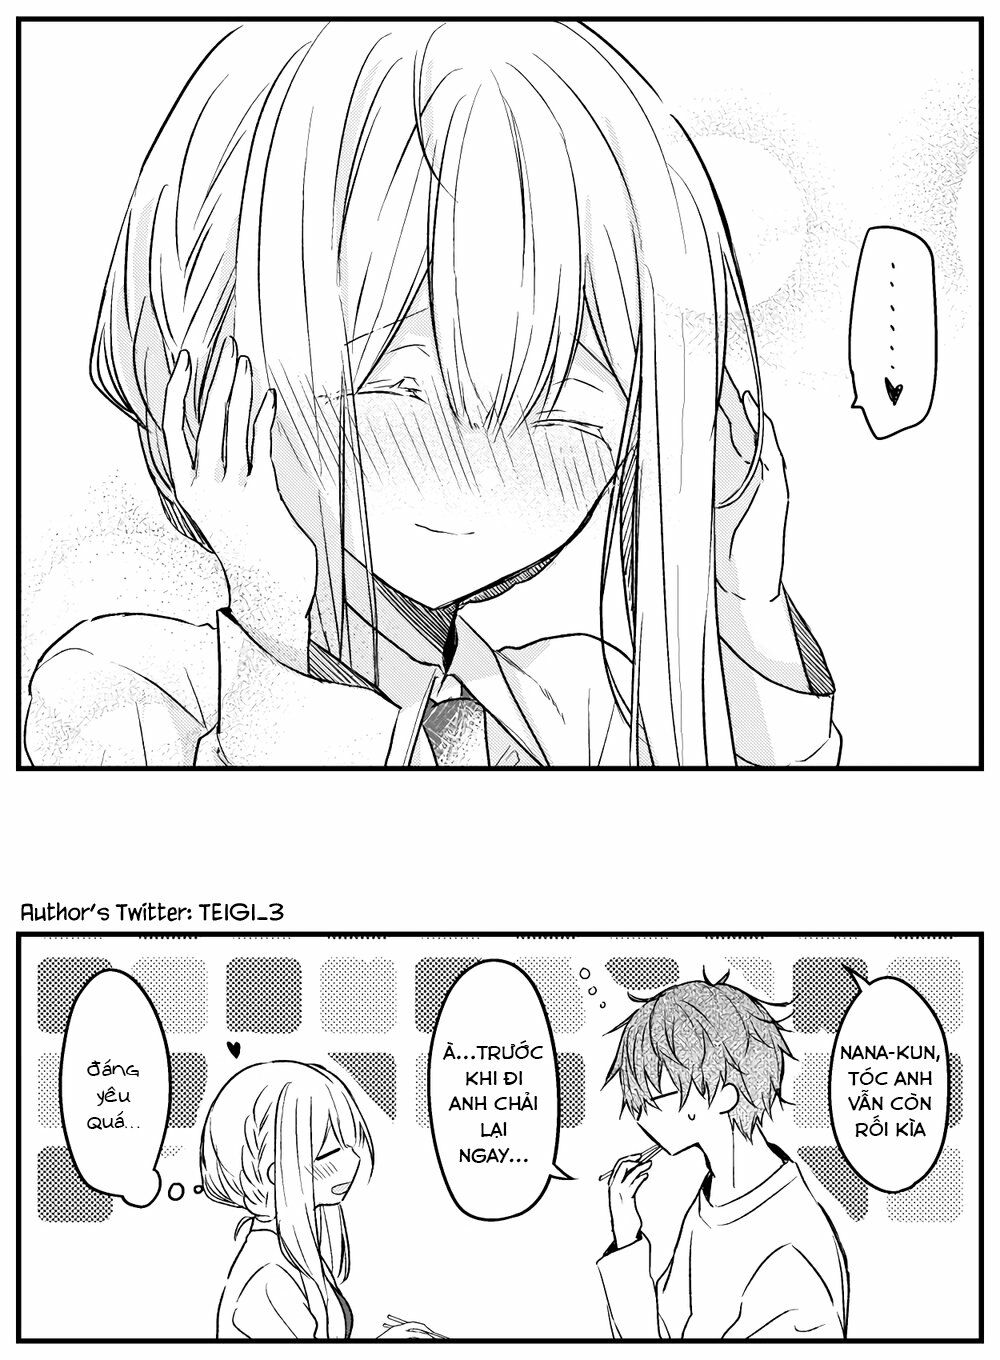 ........♥
Author's Twitter: TEIGI_3
NANA-KUN,
TÓC ANH
VẪN CÒN
RỐI KÌA
À...TRƯỚC
KHI ĐI
ANH CHẢI
LẠI
NGAY...
đáng
yêu
quá...